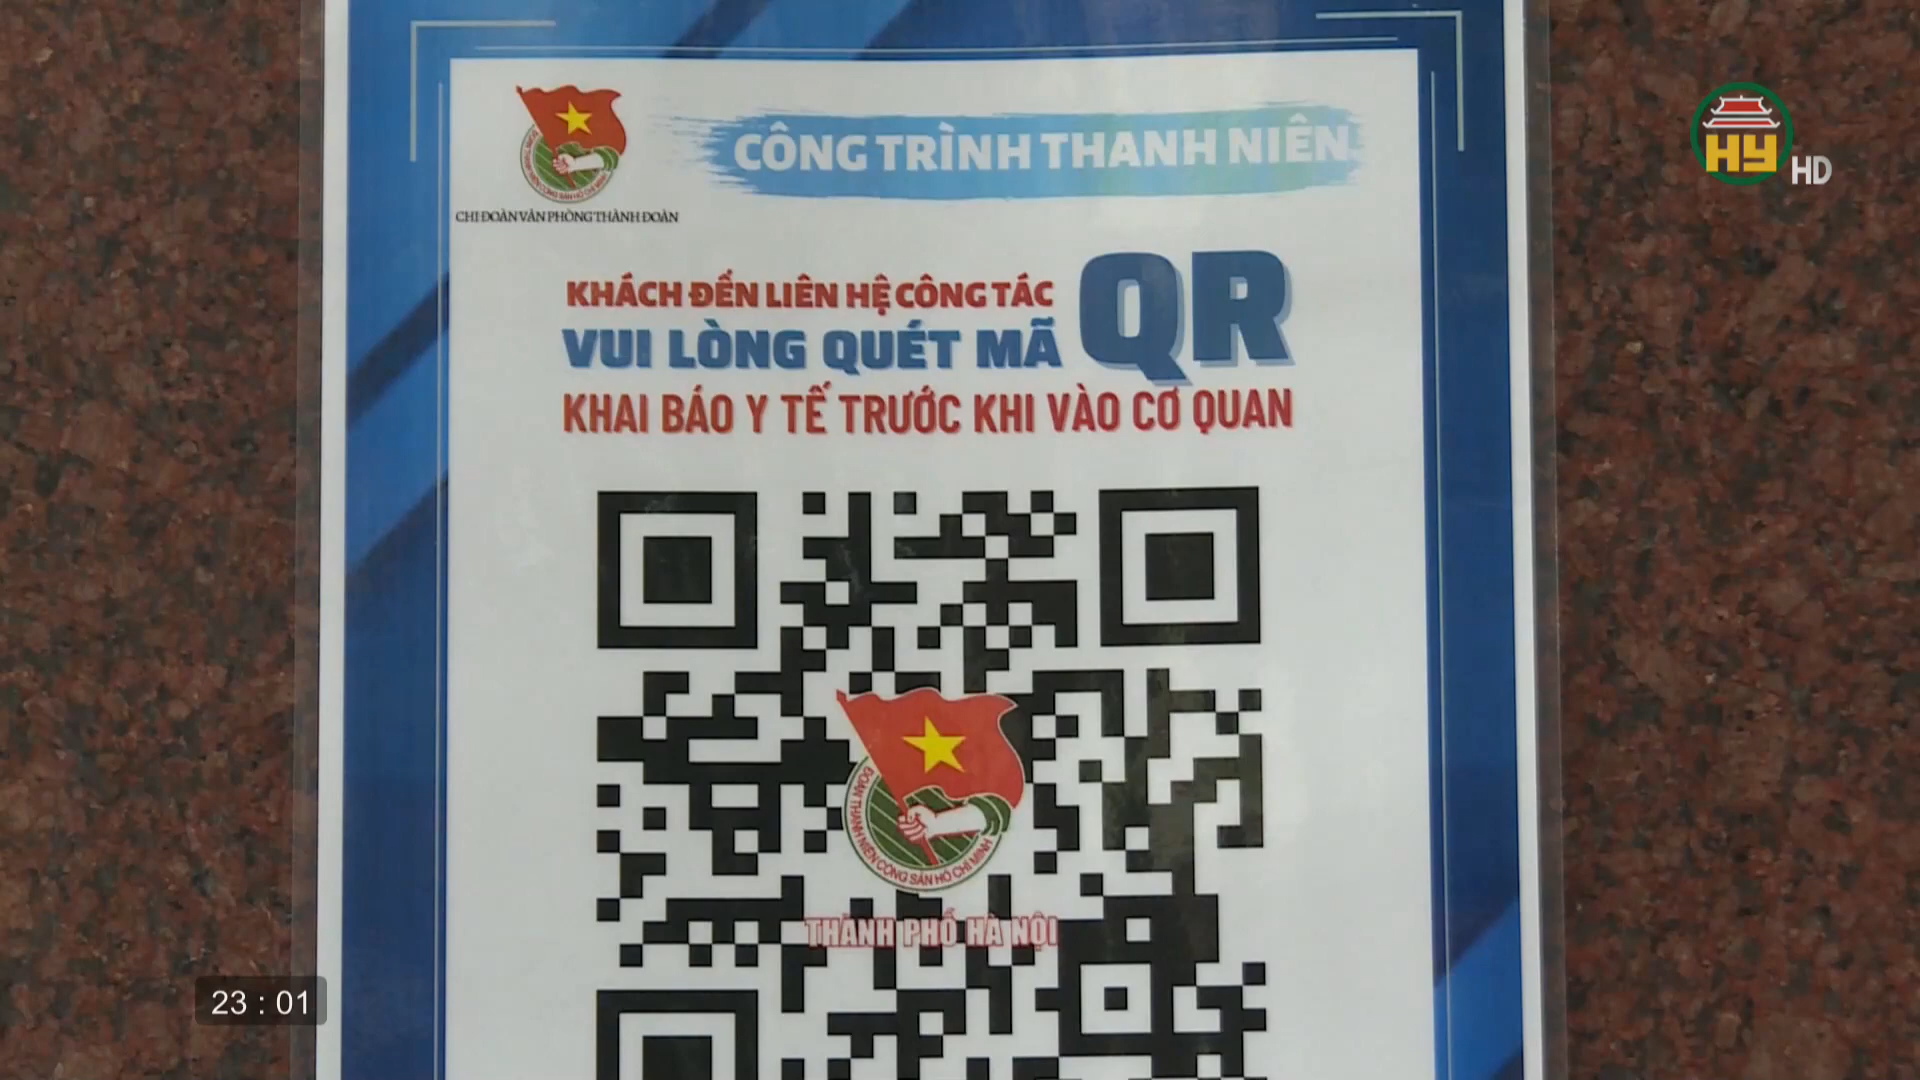 CÔNG TRÌNH THANH NIÊN
HY HD
CHI ĐOÀN VĂN PHÒNG THÀNH ĐOÀN
KHÁCH ĐẾN LIÊN HỆ CÔNG TÁC
VUI LÒNG QUÉT MÃ QR
KHAI BÁO Y TẾ TRƯỚC KHI VÀO CƠ QUAN
ĐOÀN THANH NIÊN CỘNG SẢN HỒ CHÍ MINH
THÀNH PHỐ HÀ NỘI
23 : 01